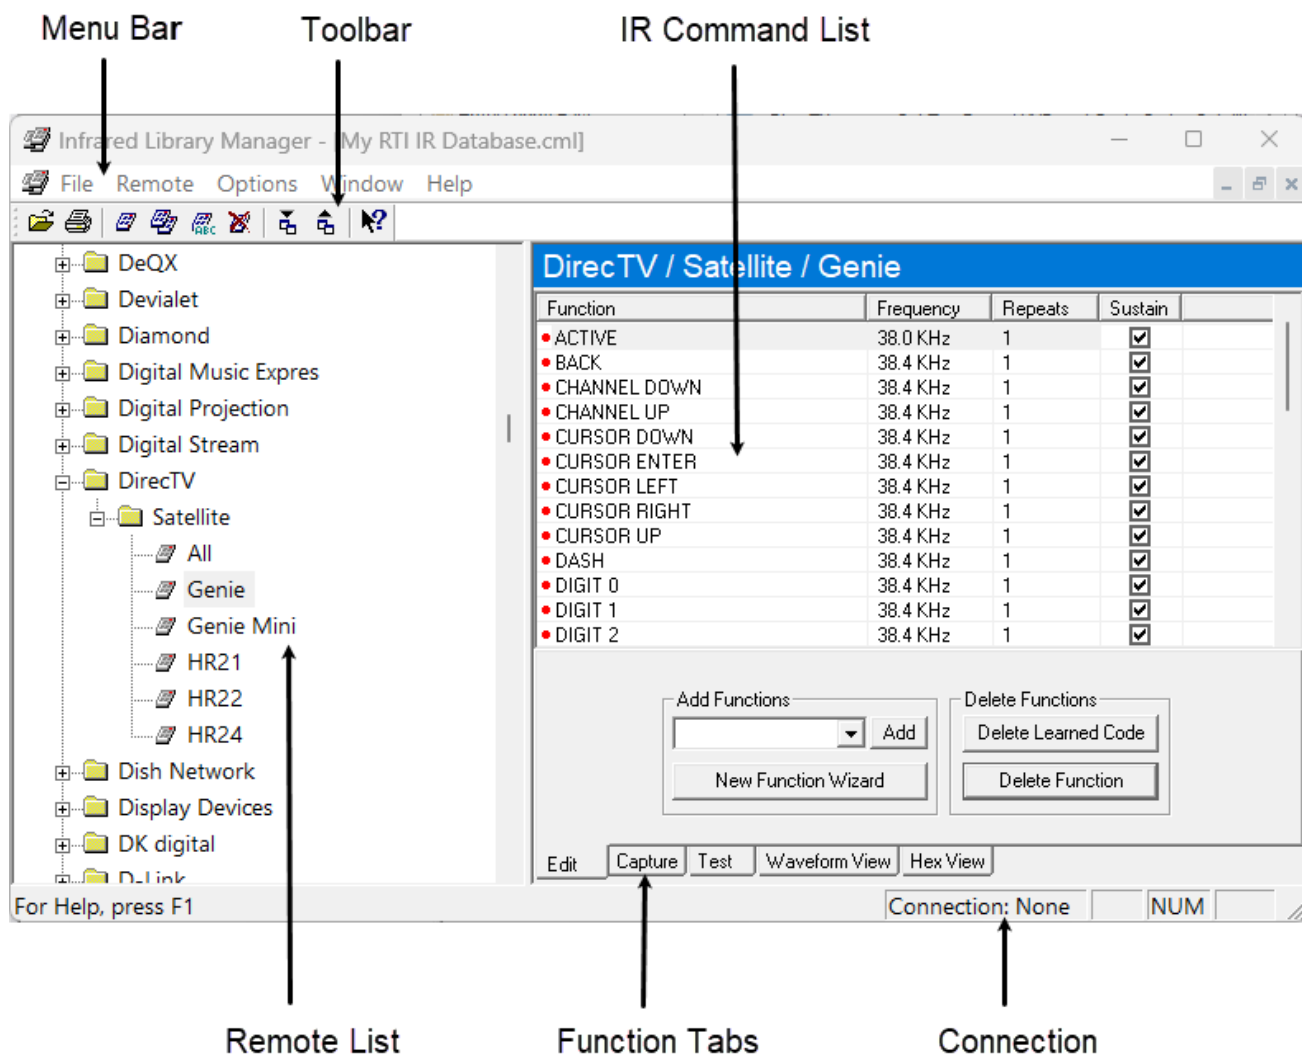 Menu Bar Toolbar IR Command List
Infrared Library Manager - [My RTI IR Database.cml]
File Remote Options Window Help
ABC
DeQX
Devialet
Diamond
Digital Music Expres
Digital Projection
Digital Stream
DirecTV
Satellite
All
Genie
Genie Mini
HR21
HR22
HR24
Dish Network
Display Devices
DK digital
D-Link
DirecTV / Satellite / Genie
Function Frequency Repeats Sustain
ACTIVE 38.0 KHz 1
BACK 38.4 KHz 1
CHANNEL DOWN 38.4 KHz 1
CHANNEL UP 38.4 KHz 1
CURSOR DOWN 38.4 KHz 1
CURSOR ENTER 38.4 KHz 1
CURSOR LEFT 38.4 KHz 1
CURSOR RIGHT 38.4 KHz 1
CURSOR UP 38.4 KHz 1
DASH 38.4 KHz 1
DIGIT 0 38.4 KHz 1
DIGIT 1 38.4 KHz 1
DIGIT 2 38.4 KHz 1
Add Functions Delete Functions
Add Delete Learned Code
New Function Wizard Delete Function
Edit Capture Test Waveform View Hex View
For Help, press F1 Connection: None NUM
Remote List Function Tabs Connection